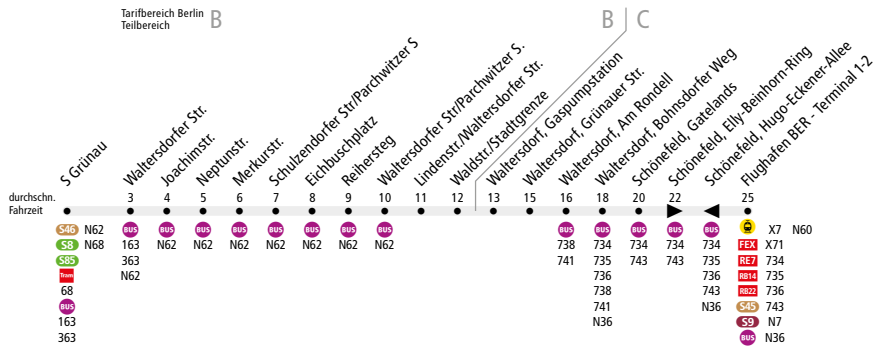 Tarifbereich Berlin
Teilbereich
B
B
C
S Grünau
Waltersdorfer Str.
Joachimstr.
Neptunstr.
Merkurstr.
Schulzendorfer Str/Parchwitzer S
Eichbuschplatz
Rehersteg
Waltersdorfer Str/Parchwitzer S.
Lindenstr./Waltersdorfer Str.
Waldstr./Stadtgrenze
Waltersdorf, Gaspumpstation
Waltersdorf, Grünauer Str.
Waltersdorf, Am Rondell
Waltersdorf, Bohnsdorfer Weg
Schönefeld, Gatelands
Schönefeld, Elly-Beinhorn-Ring
Schönefeld, Hugo-Eckener-Allee
Flughafen BER - Terminal 1-2
durchschn. 3 4 5 6 7 8 9 10 11 12 13 15 16 18 20 22 25
Fahrzeit
S46 N62 BUS BUS BUS BUS BUS BUS BUS BUS BUS BUS BUS BUS BUS X7 N60
S8 N68 163 N62 N62 N62 N62 N62 N62 N62 738 734 734 734 734 FEX X71
S85 363 741 735 743 743 735 RE7 734
Tram N62 736 736 RB14 735
68 738 743 RB22 736
BUS 741 N36 S45 743
163 N36 S9 N7
363 BUS N36